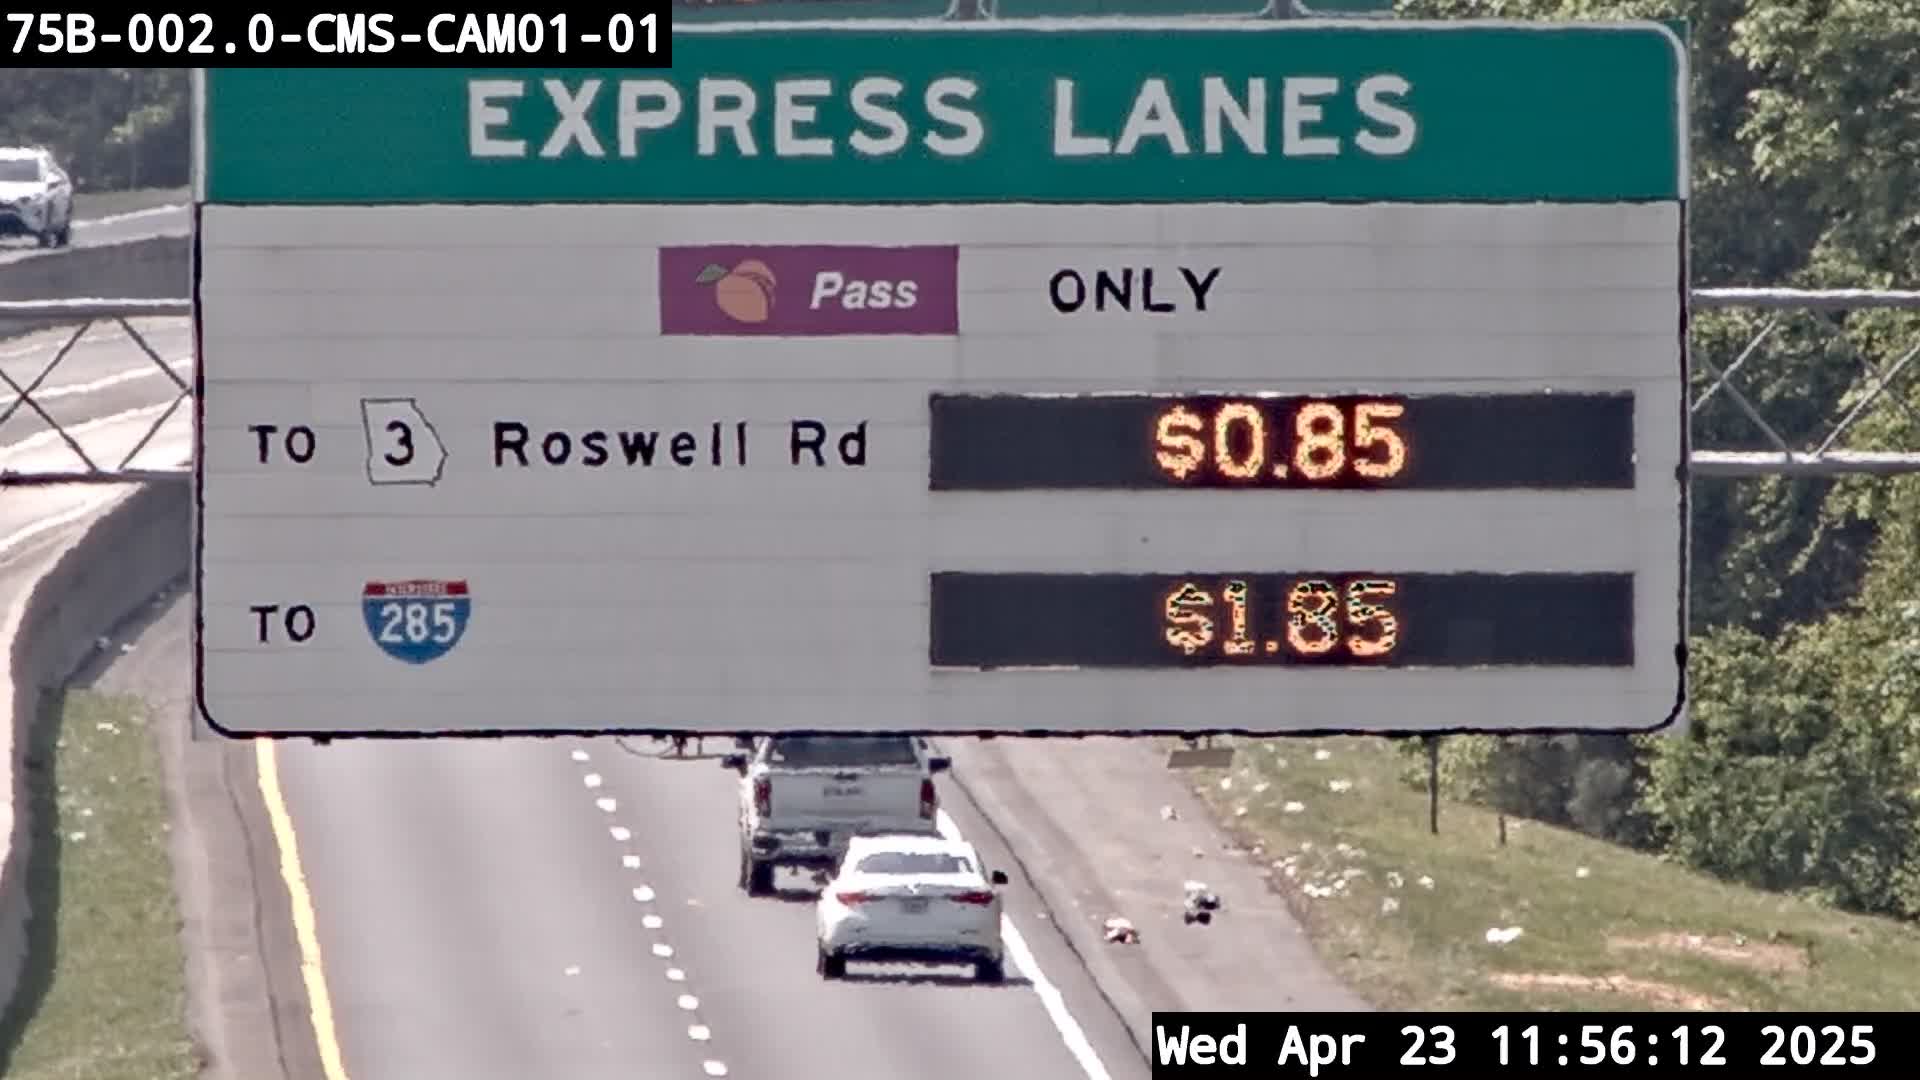 75B-002.0-CMS-CAM01-01
EXPRESS LANES
Pass ONLY
TO 3 Roswell Rd $0.85
TO INTERSTATE 285 $1.85
Wed Apr 23 11:56:12 2025